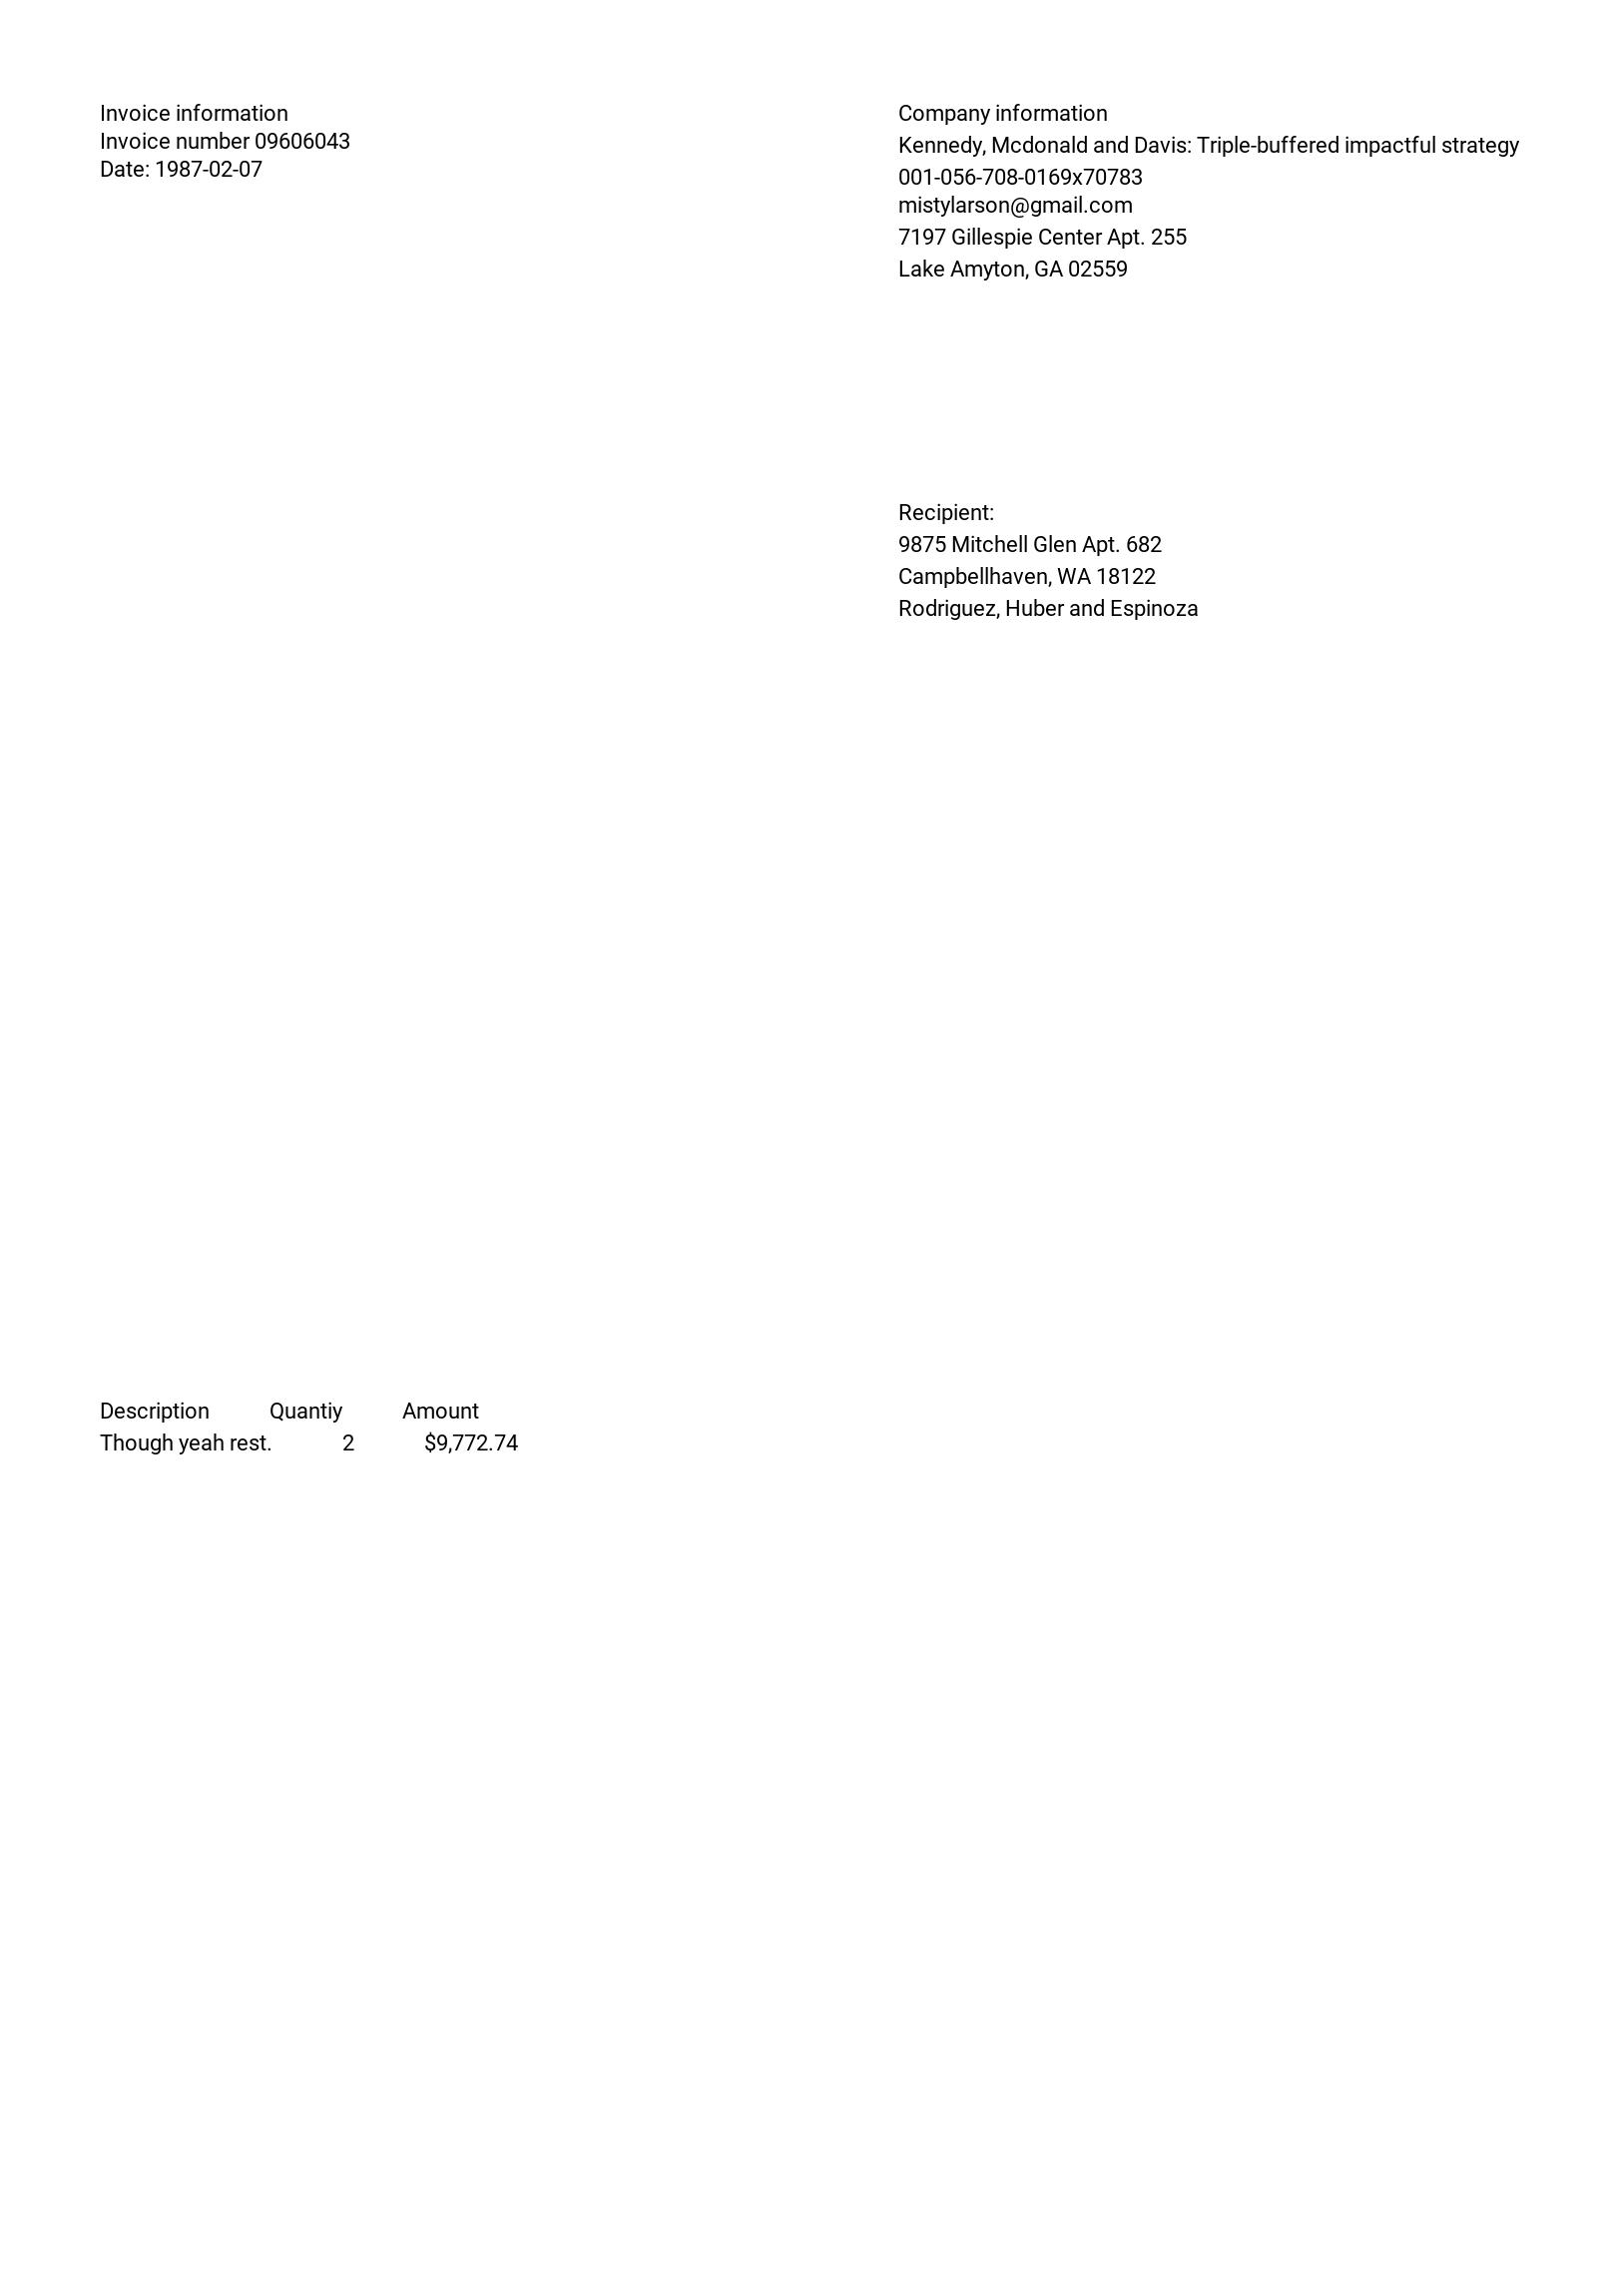 Invoice information
Invoice number 09606043
Date: 1987-02-07
Company information
Kennedy, Mcdonald and Davis: Triple-buffered impactful strategy
001-056-708-0169x70783
mistylarson@gmail.com
7197 Gillespie Center Apt. 255
Lake Amyton, GA 02559
Recipient:
9875 Mitchell Glen Apt. 682
Campbellhaven, WA 18122
Rodriguez, Huber and Espinoza
Description Quantiy Amount
Though yeah rest. 2 $9,772.74